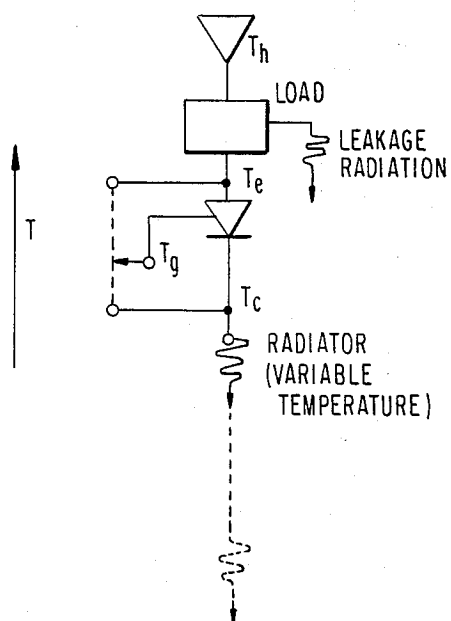 Th
LOAD
LEAKAGE
RADIATION
Te
T
Tg
Tc
RADIATOR
(VARIABLE
TEMPERATURE)